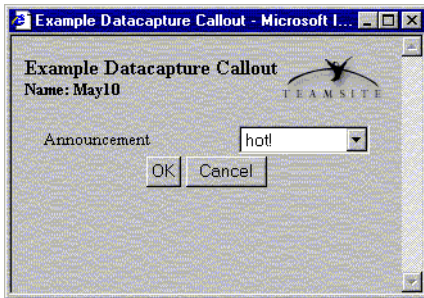 Example Datacapture Callout - Microsoft I...
Example Datacapture Callout
Name: May10
TEAMSITE
Announcement
hot!
OK
Cancel